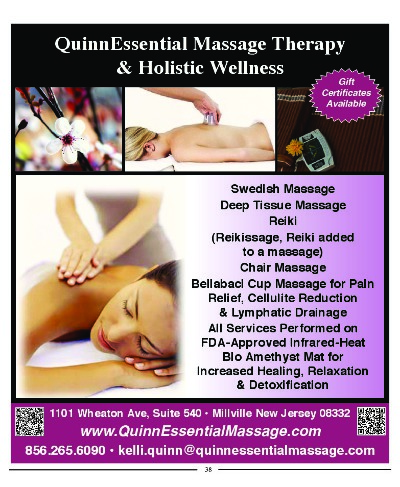 QuinnEssential Massage Therapy
& Holistic Wellness
Gift
Certificates
Available
Swedish Massage
Deep Tissue Massage
Reiki
(Reikissage, Reiki added
to a massage)
Chair Massage
Bellabaci Cup Massage for Pain
Relief, Cellulite Reduction
& Lymphatic Drainage
All Services Performed on
FDA-Approved Infrared-Heat
Bio Amethyst Mat for
Increased Healing, Relaxation
& Detoxification
1101 Wheaton Ave, Suite 540 • Millville New Jersey 08332
www.QuinnEssentialMassage.com
856.265.6090 • kelli.quinn@quinnessentialmassage.com
38